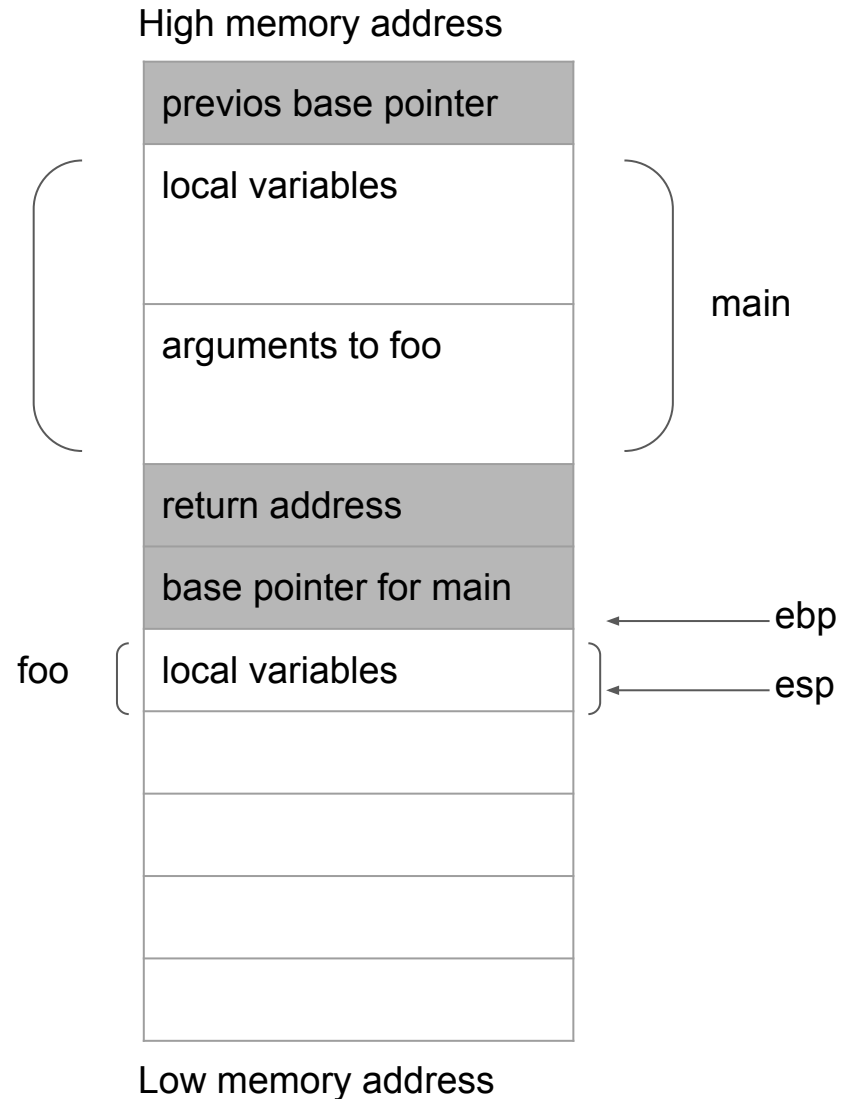 High memory address
previos base pointer
local variables
main
arguments to foo
return address
base pointer for main
ebp
foo
local variables
esp
Low memory address